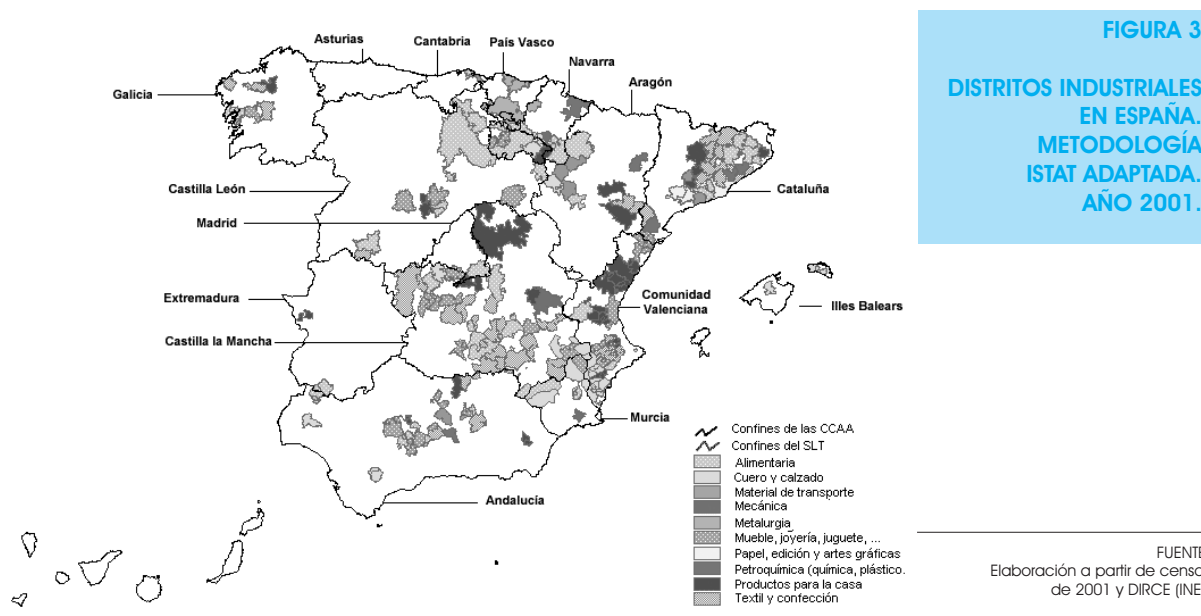 Asturias
Cantabria
País Vasco
Navarra
Aragón
Galicia
Castilla León
Cataluña
Madrid
Extremadura
Comunidad
Valenciana
Illes Balears
Castilla la Mancha
Murcia
Andalucía
Confines de las CCAA
Confines del SLT
Alimentaria
Cuero y calzado
Material de transporte
Mecánica
Metalurgia
Mueble, joyería, juguete, ...
Papel, edición y artes gráficas
Petroquímica (química, plástico.
Productos para la casa
Textil y confección
FIGURA 3
DISTRITOS INDUSTRIALES
EN ESPAÑA.
METODOLOGÍA
ISTAT ADAPTADA.
AÑO 2001.
FUENTE
Elaboración a partir de censo
de 2001 y DIRCE (INE